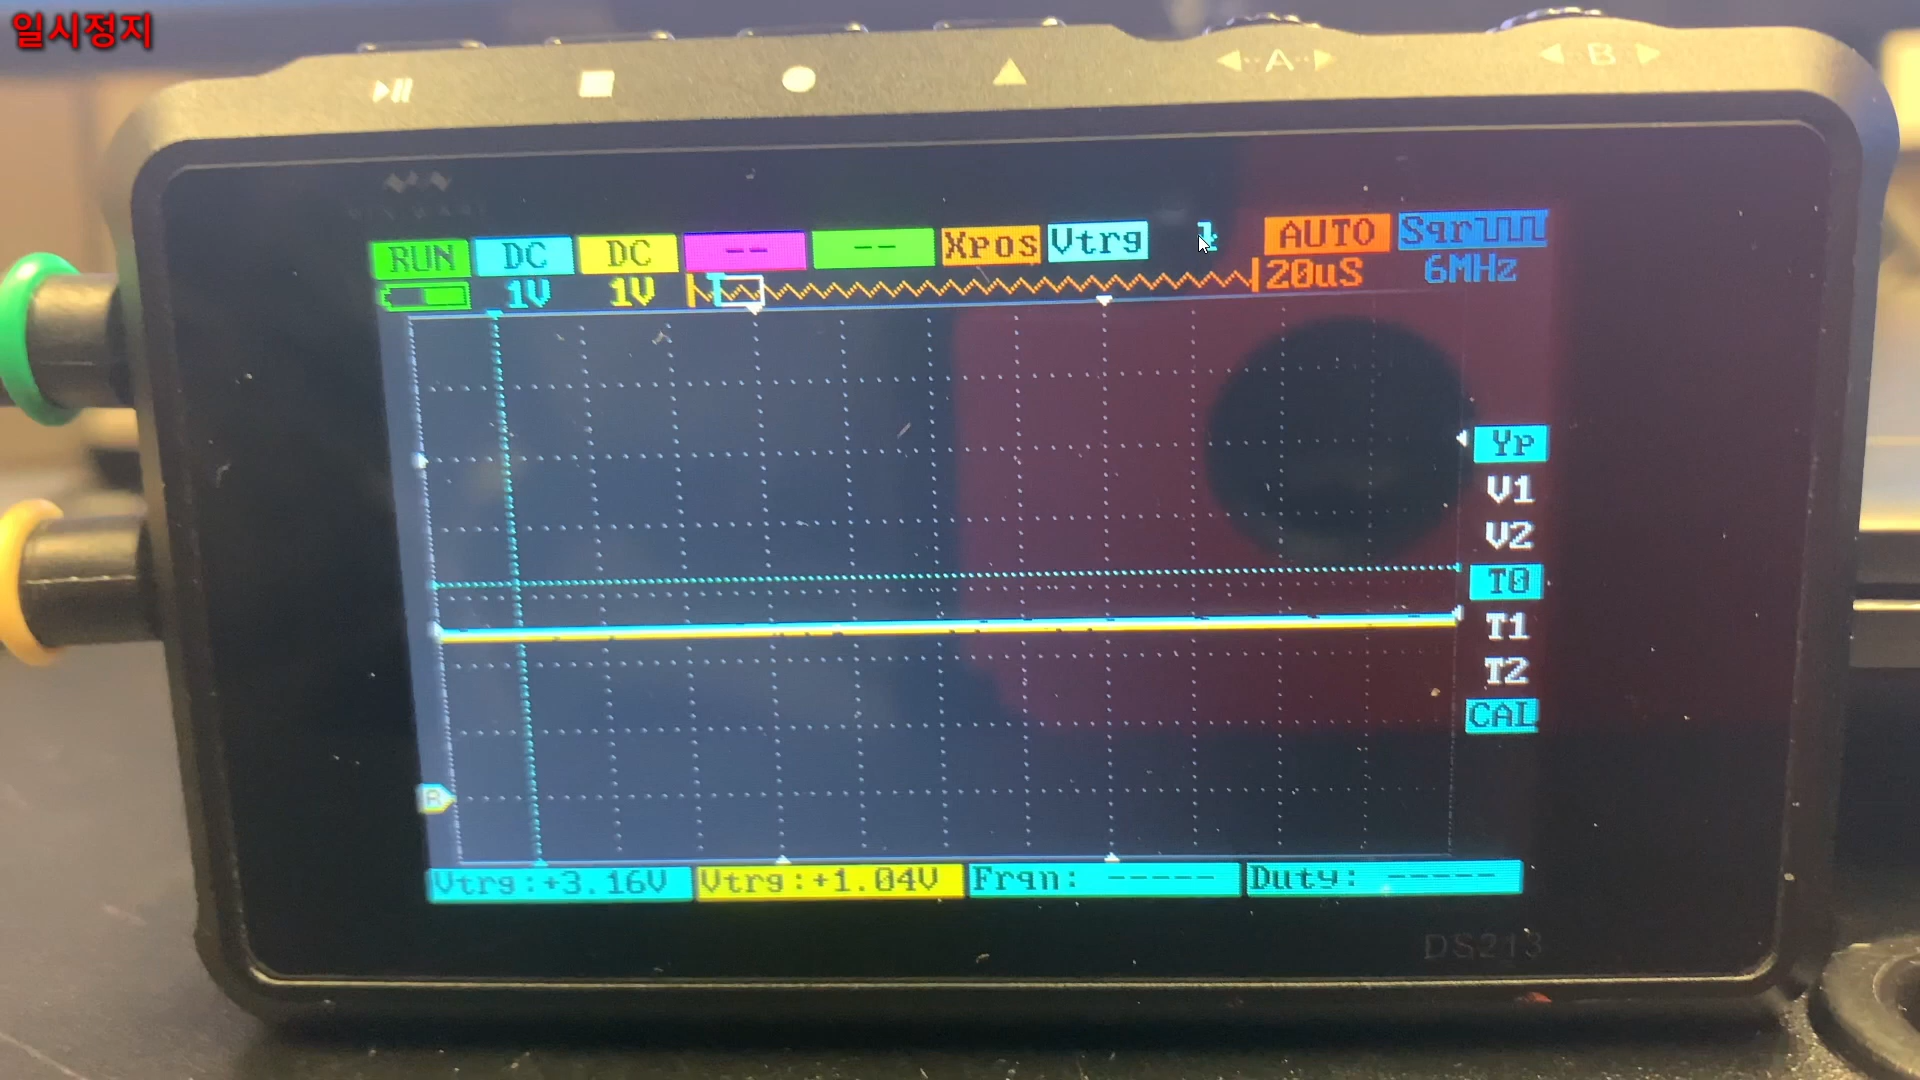 일시정지
A B
RUN DC DC -- -- Xpos Vtrg AUTO Sqr
1V 1V 20uS 6MHz
Yp
V1
V2
T0
T1
T2
CAL
R
Vtrg:+3.16V Vtrg:+1.04V Frqn: ----- Duty: -----
DS213